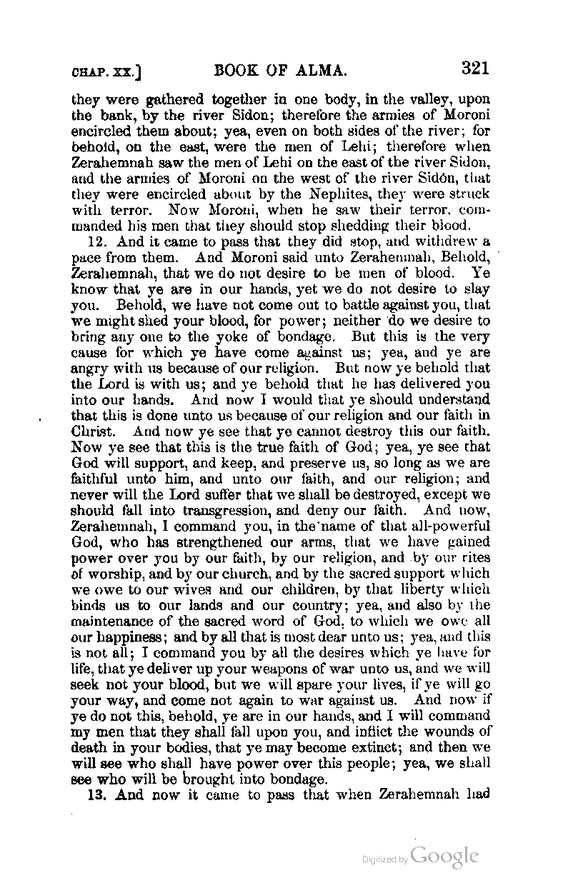 CHAP. XX.] BOOK OF ALMA. 321
they were gathered together in one body, in the valley, upon
the bank, by the river Sidon; therefore the armies of Moroni
encircled them about; yea, even on both sides of the river; for
behold, on the east, were the men of Lehi; therefore when
Zerahemnah saw the men of Lehi on the east of the river Sidon,
and the armies of Moroni on the west of the river Sidon, that
they were encircled about by the Nephites, they were struck
with terror. Now Moroni, when he saw their terror, com-
manded his men that they should stop shedding their blood.
12. And it came to pass that they did stop, and withdrew a
pace from them. And Moroni said unto Zerahemnah, Behold,
Zerahemnah, that we do not desire to be men of blood. Ye
know that ye are in our hands, yet we do not desire to slay
you. Behold, we have not come out to battle against you, that
we might shed your blood, for power; neither do we desire to
bring any one to the yoke of bondage. But this is the very
cause for which ye have come against us; yea, and ye are
angry with us because of our religion. But now ye behold that
the Lord is with us; and ye behold that he has delivered you
into our hands. And now I would that ye should understand
that this is done unto us because of our religion and our faith in
Christ. And now ye see that ye cannot destroy this our faith.
Now ye see that this is the true faith of God; yea, ye see that
God will support, and keep, and preserve us, so long as we are
faithful unto him, and unto our faith, and our religion; and
never will the Lord suffer that we shall be destroyed, except we
should fall into transgression, and deny our faith. And now,
Zerahemnah, I command you, in the name of that all-powerful
God, who has strengthened our arms, that we have gained
power over you by our faith, by our religion, and by our rites
of worship, and by our church, and by the sacred support which
we owe to our wives and our children, by that liberty which
binds us to our lands and our country; yea, and also by the
maintenance of the sacred word of God, to which we owe all
our happiness; and by all that is most dear unto us; yea, and this
is not all; I command you by all the desires which ye have for
life, that ye deliver up your weapons of war unto us, and we will
seek not your blood, but we will spare your lives, if ye will go
your way, and come not again to war against us. And now if
ye do not this, behold, ye are in our hands, and I will command
my men that they shall fall upon you, and inflict the wounds of
death in your bodies, that ye may become extinct; and then we
will see who shall have power over this people; yea, we shall
see who will be brought into bondage.
13. And now it came to pass that when Zerahemnah had
Digitized by Google